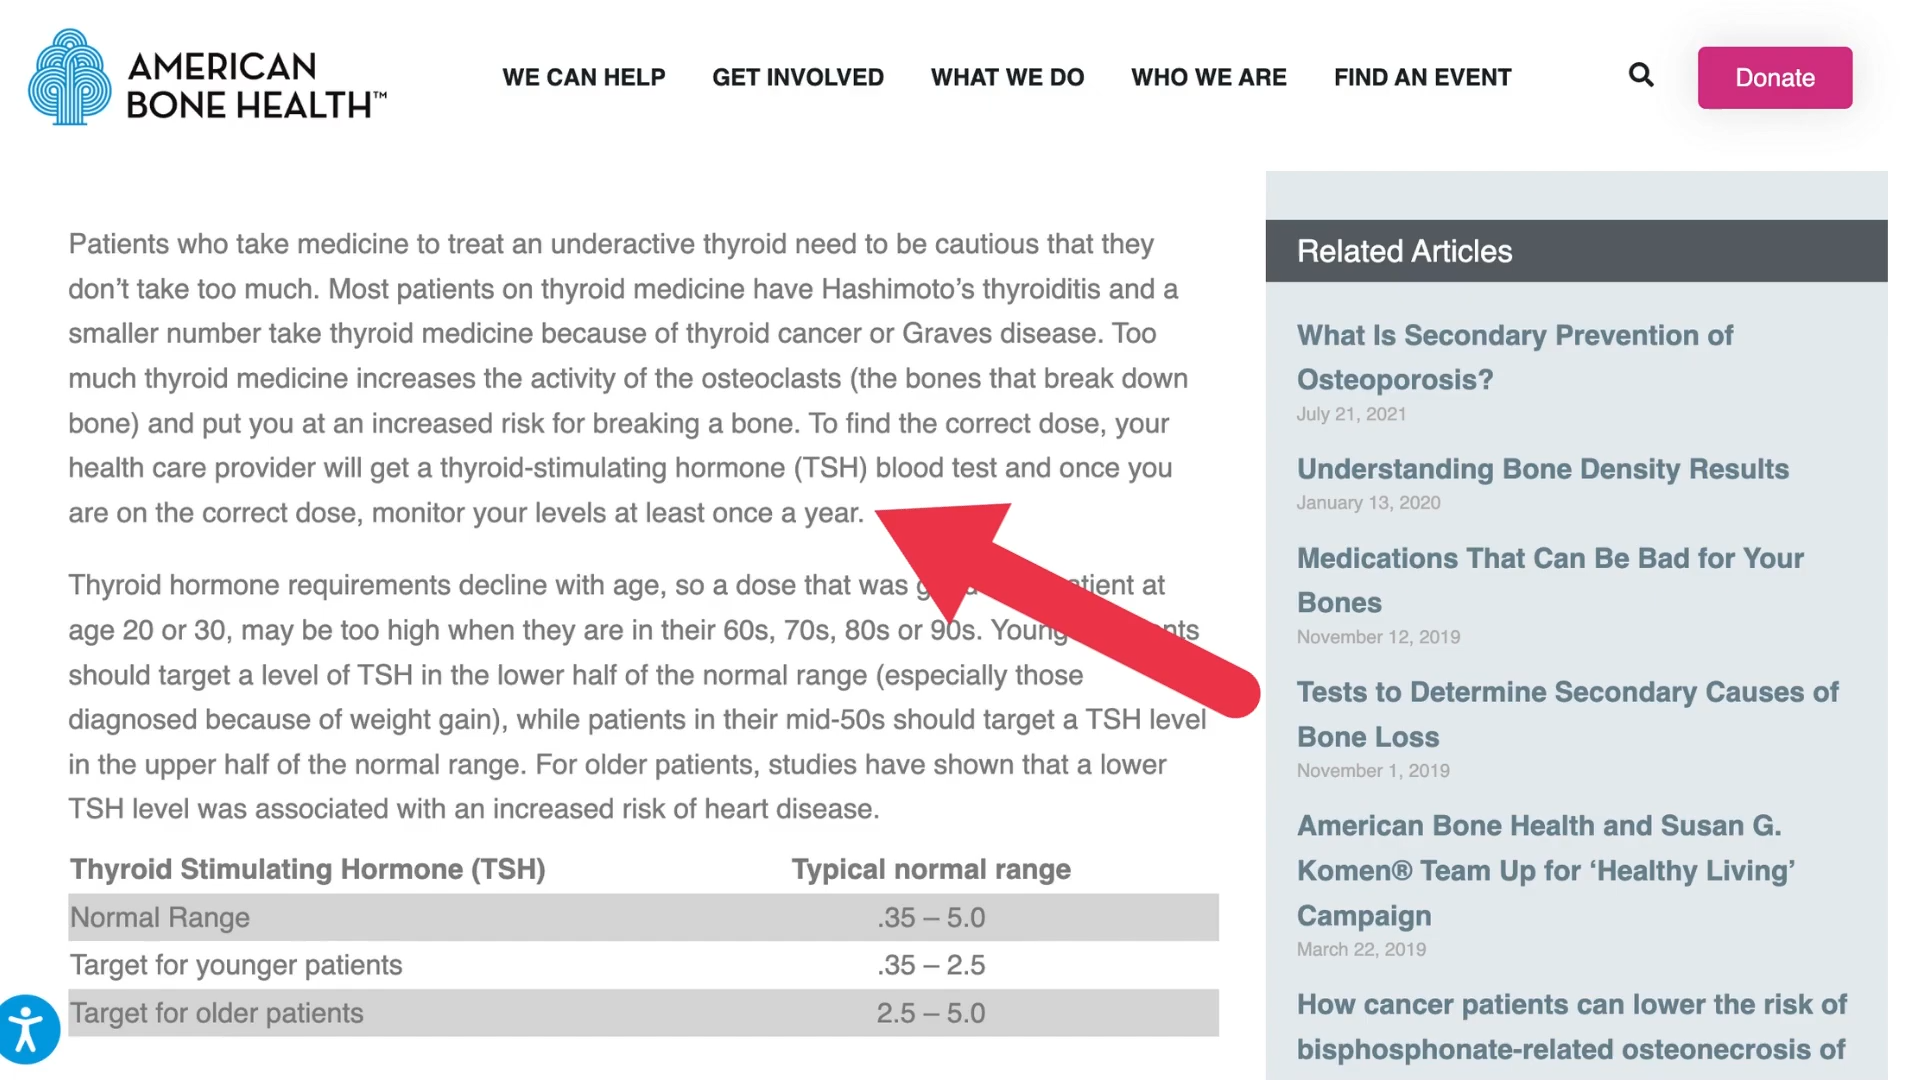 AMERICAN
BONE HEALTH™
WE CAN HELP
GET INVOLVED
WHAT WE DO
WHO WE ARE
FIND AN EVENT
Donate
Patients who take medicine to treat an underactive thyroid need to be cautious that they
don’t take too much. Most patients on thyroid medicine have Hashimoto’s thyroiditis and a
smaller number take thyroid medicine because of thyroid cancer or Graves disease. Too
much thyroid medicine increases the activity of the osteoclasts (the bones that break down
bone) and put you at an increased risk for breaking a bone. To find the correct dose, your
health care provider will get a thyroid-stimulating hormone (TSH) blood test and once you
are on the correct dose, monitor your levels at least once a year.
Thyroid hormone requirements decline with age, so a dose that was at
age 20 or 30, may be too high when they are in their 60s, 70s, 80s or 90s.
should target a level of TSH in the lower half of the normal range (especially those
diagnosed because of weight gain), while patients in their mid-50s should target a TSH level
in the upper half of the normal range. For older patients, studies have shown that a lower
TSH level was associated with an increased risk of heart disease.
Thyroid Stimulating Hormone (TSH) Typical normal range
Normal Range .35 – 5.0
Target for younger patients .35 – 2.5
Target for older patients 2.5 – 5.0
Related Articles
What Is Secondary Prevention of
Osteoporosis?
July 21, 2021
Understanding Bone Density Results
January 13, 2020
Medications That Can Be Bad for Your
Bones
November 12, 2019
Tests to Determine Secondary Causes of
Bone Loss
November 1, 2019
American Bone Health and Susan G.
Komen® Team Up for ‘Healthy Living’
Campaign
March 22, 2019
How cancer patients can lower the risk of
bisphosphonate-related osteonecrosis of